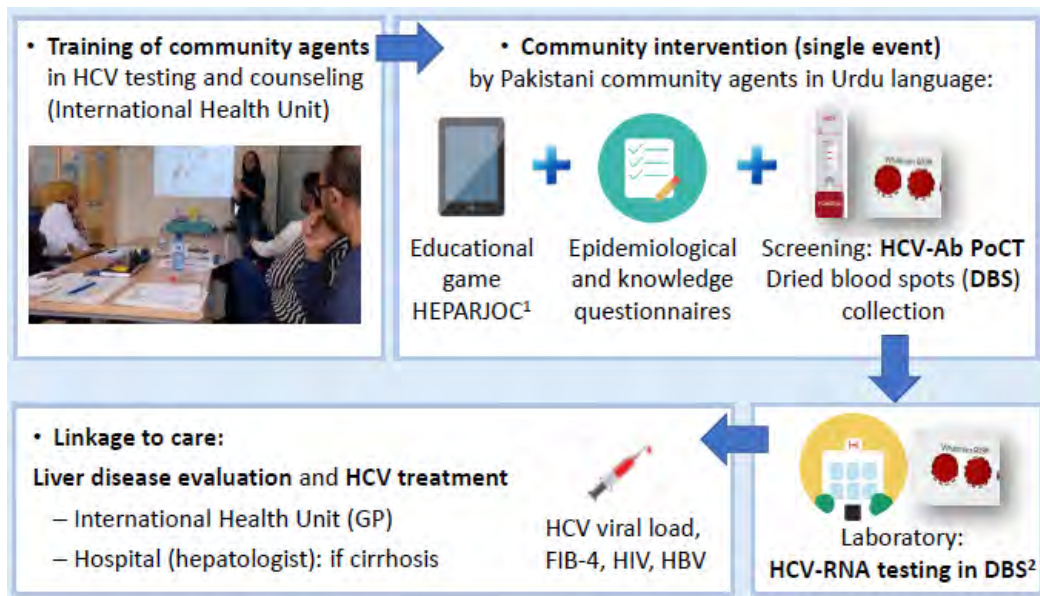 • Training of community agents
in HCV testing and counseling
(International Health Unit)
• Community intervention (single event)
by Pakistani community agents in Urdu language:
Educational
game
HEPARJOC¹
Epidemiological
and knowledge
questionnaires
Screening: HCV-Ab PoCT
Dried blood spots (DBS)
collection
• Linkage to care:
Liver disease evaluation and HCV treatment
– International Health Unit (GP)
– Hospital (hepatologist): if cirrhosis
HCV viral load,
FIB-4, HIV, HBV
H
Laboratory:
HCV-RNA testing in DBS²